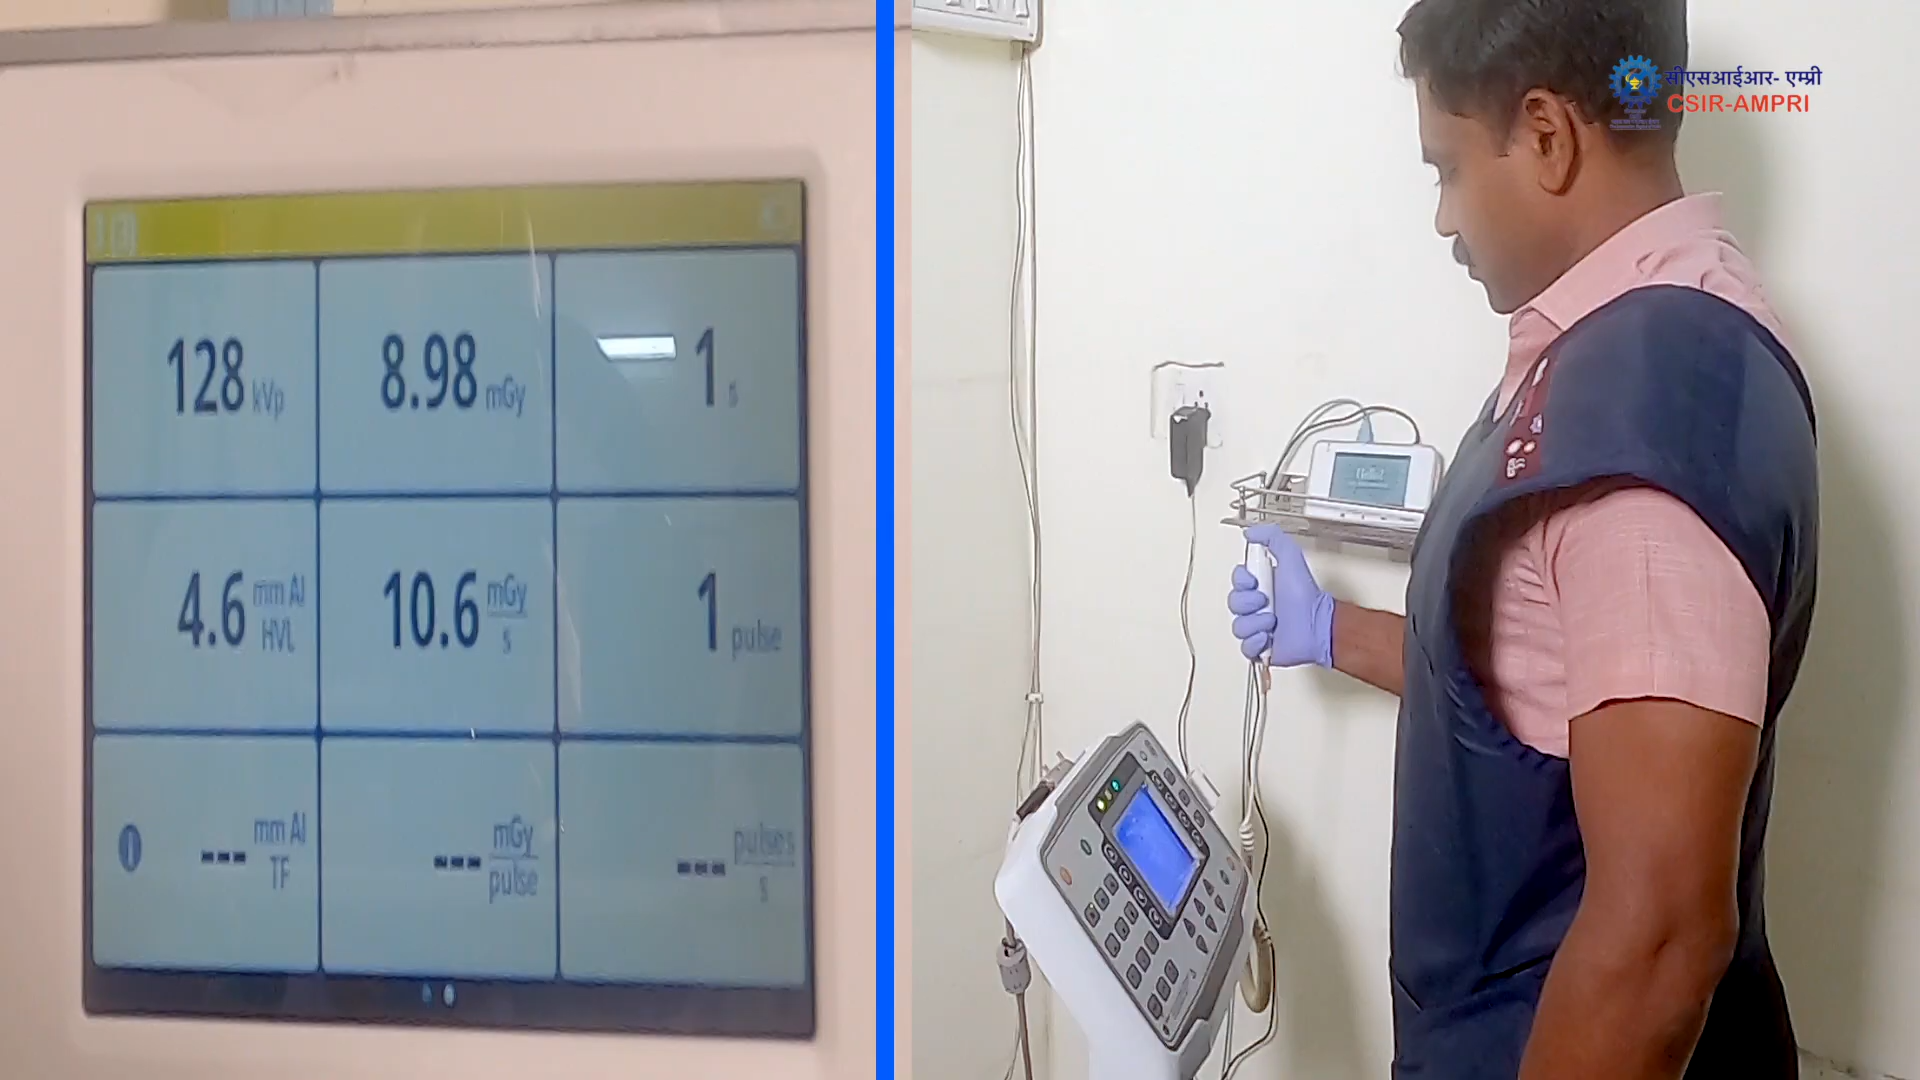 128 kVp
8.98 mGy
1 s
4.6 mm Al HVL
10.6 mGy s
1 pulse
--- mm Al TF
--- mGy pulse
--- pulses s
सीएसआईआर- एम्प्री
CSIR-AMPRI